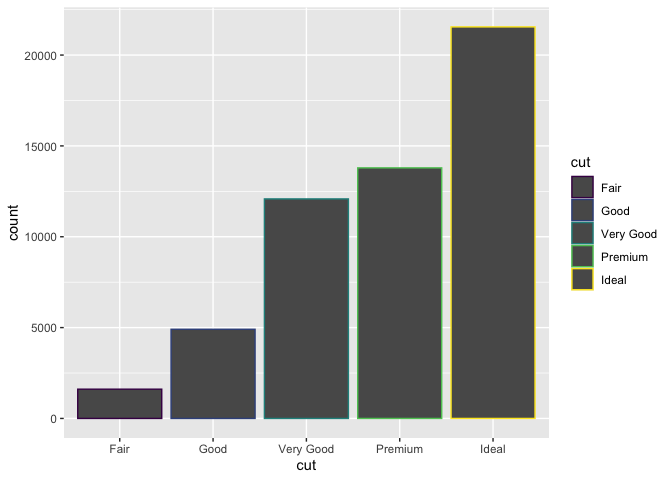 20000
15000
10000
5000
0
count
Fair
Good
Very Good
Premium
Ideal
cut
cut
Fair
Good
Very Good
Premium
Ideal